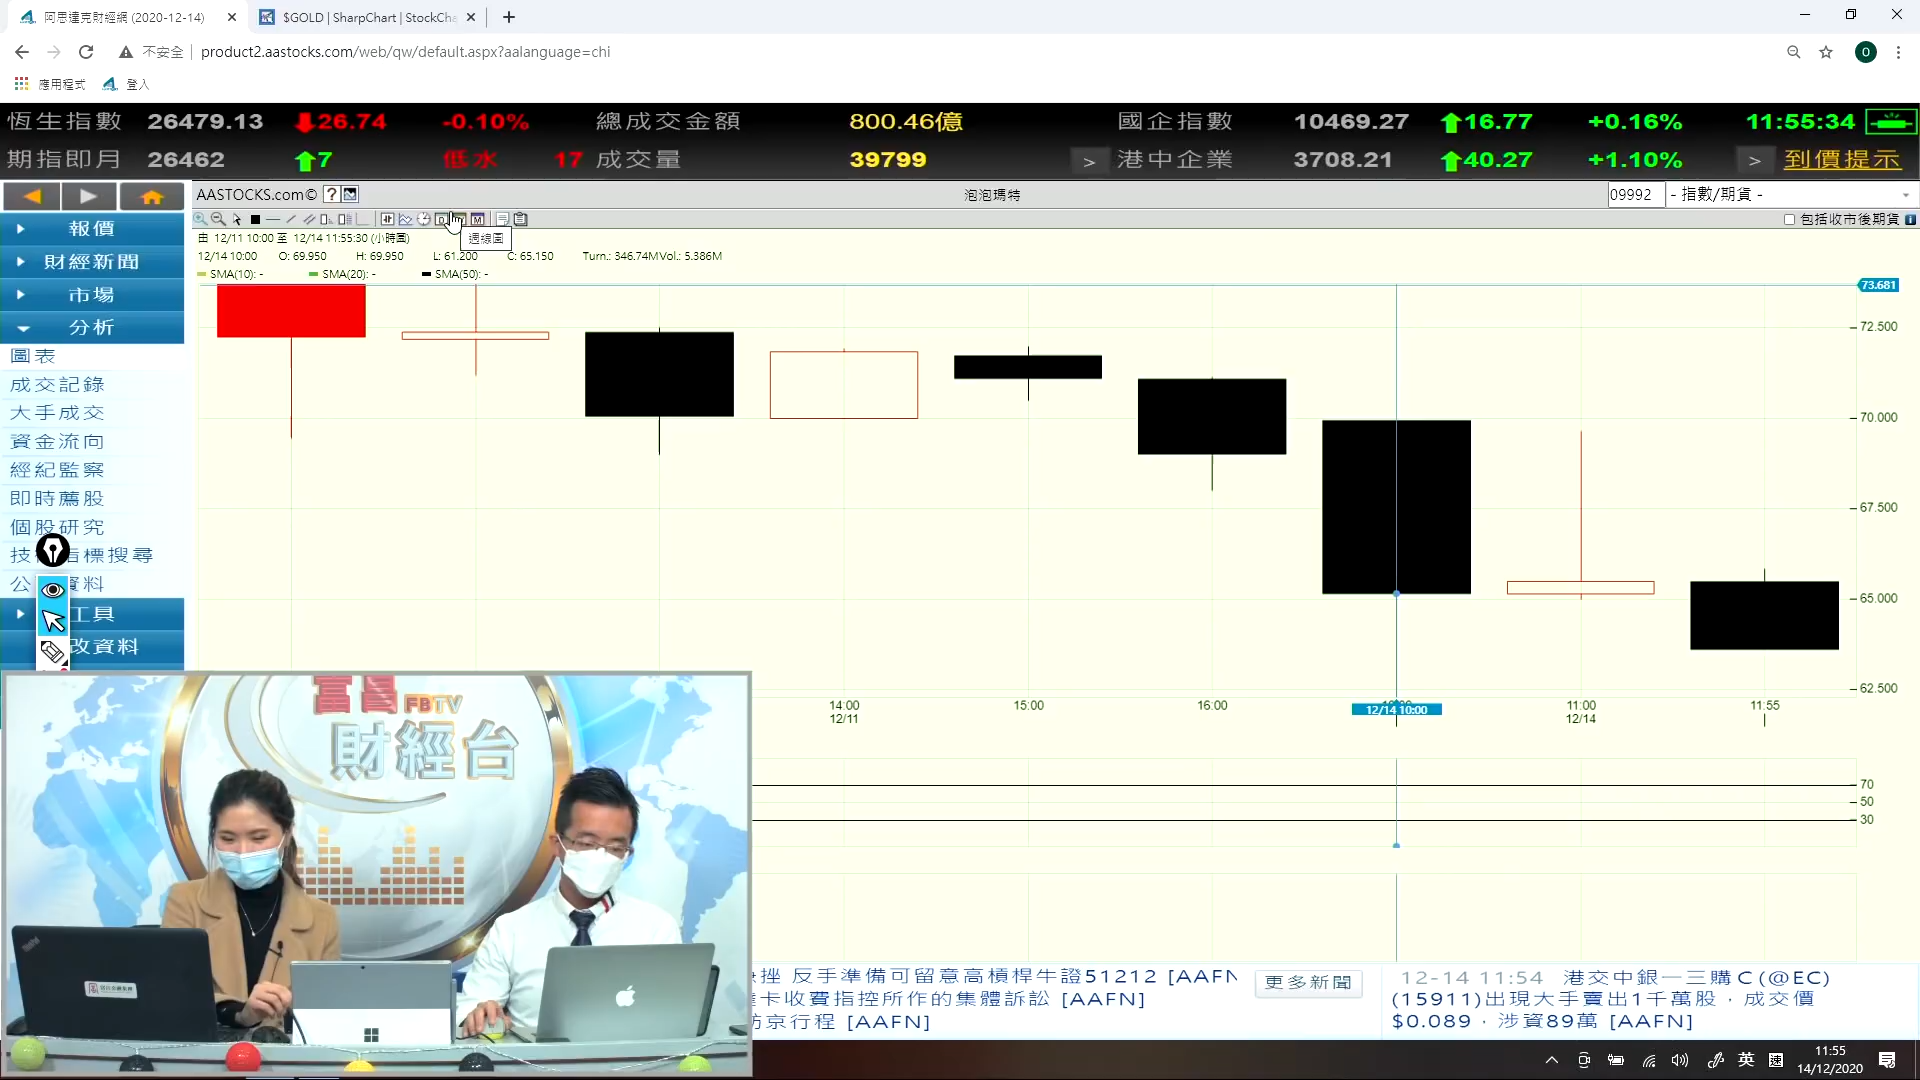 阿思達克財經網 (2020-12-14)
$GOLD | SharpChart | StockCha
不安全 product2.aastocks.com/web/qw/default.aspx?aalanguage=chi
O
應用程式 登入
恆生指數 26479.13 26.74 -0.10% 總成交金額 800.46億 國企指數 10469.27 16.77 +0.16% 11:55:34
期指即月 26462 7 低水 17 成交量 39799 > 港中企業 3708.21 40.27 +1.10% > 到價提示
AASTOCKS.com© ? 泡泡瑪特 09992 - 指數/期貨 -
D M 包括收市後期貨 i
週線圖
由 12/11 10:00 至 12/14 11:55:30 (小時圖)
12/14 10:00 O: 69.950 H: 69.950 L: 61.200 C: 65.150 Turn.: 346.74M Vol.: 5.386M
SMA(10): - SMA(20): - SMA(50): -
報價
財經新聞
市場
分析
圖表
成交記錄
大手成交
資金流向
經紀監察
即時薦股
個股研究
指標搜尋
資料
工具
改資料
73.681
72.500
70.000
67.500
65.000
62.500
14:00 15:00 16:00 12/14 10:00 11:00 11:55
12/11 12/14
70
50
30
富昌 FBTV
財經台
ThinkPad
反手準備可留意高槓桿牛證51212 [AAFN
卡收費指控所作的集體訴訟 [AAFN]
京行程 [AAFN]
更多新聞
12-14 11:54 港交中銀一三購C(@EC)
(15911)出現大手賣出1千萬股，成交價
$0.089，涉資89萬 [AAFN]
英 11:55
14/12/2020